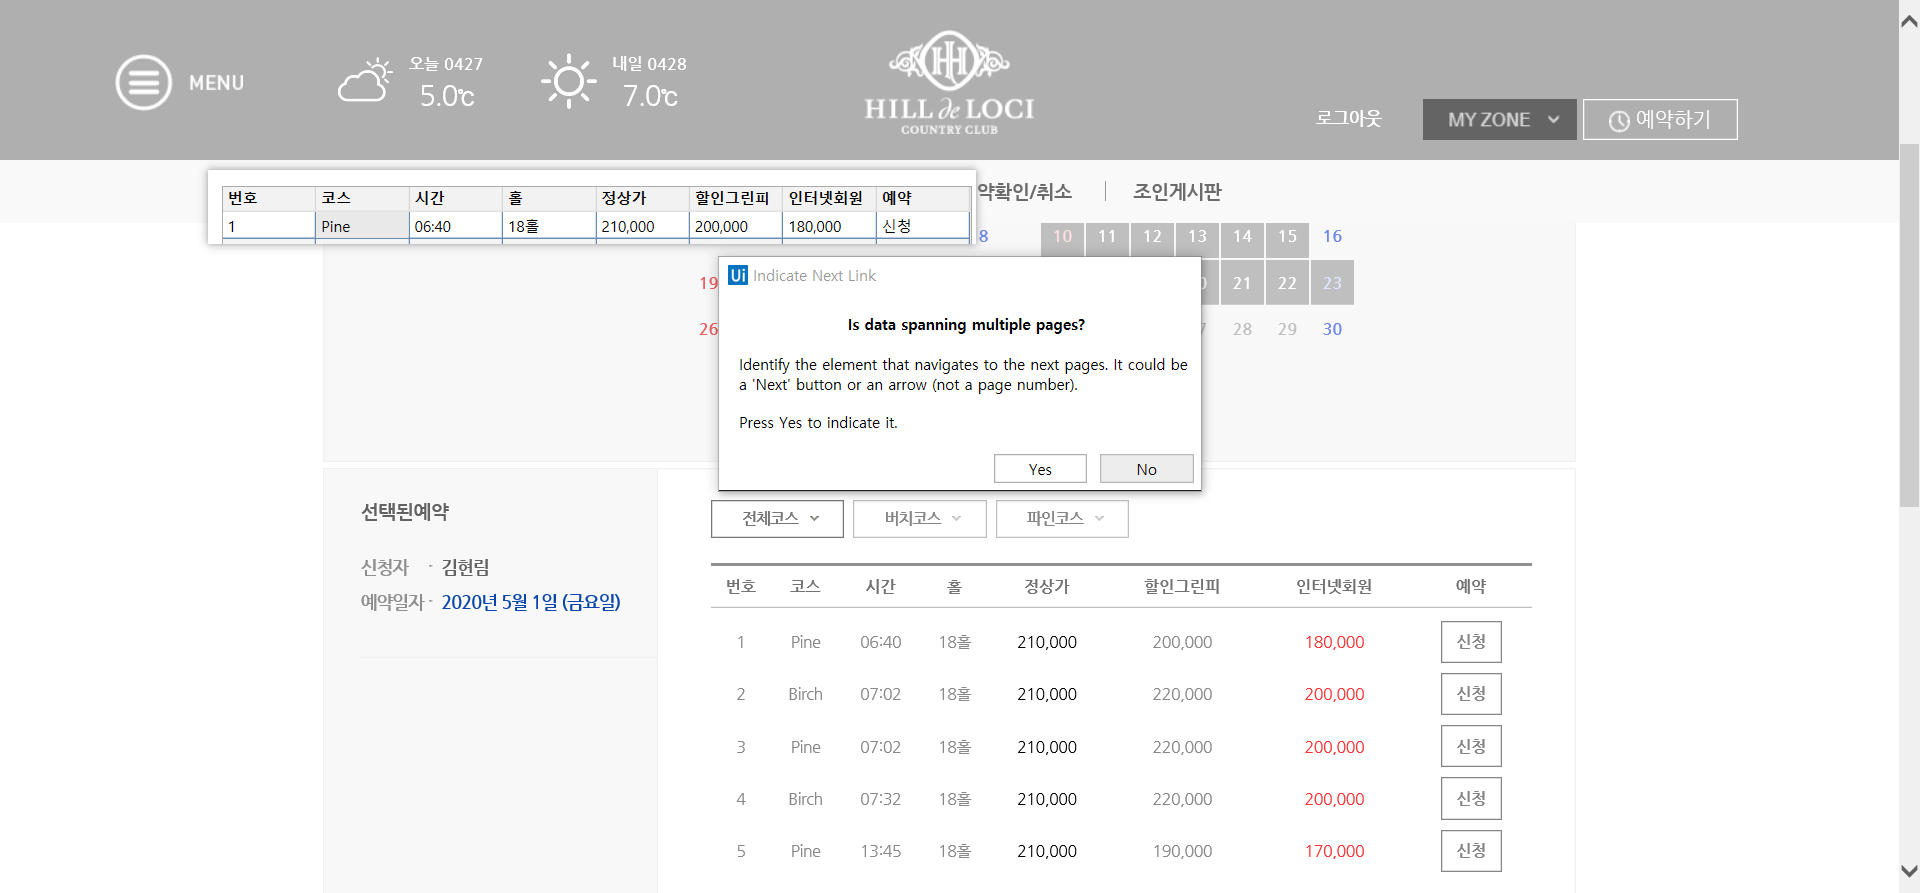 MENU
오늘 0427
5.0℃
내일 0428
7.0℃
HILL de LOCI
COUNTRY CLUB
로그아웃
MY ZONE
예약하기
번호 코스 시간 홀 정상가 할인그린피 인터넷회원 예약
1 Pine 06:40 18홀 210,000 200,000 180,000 신청
약확인/취소
조인게시판
8 10 11 12 13 14 15 16
19 21 22 23
26 28 29 30
Ui Indicate Next Link
Is data spanning multiple pages?
Identify the element that navigates to the next pages. It could be
a 'Next' button or an arrow (not a page number).
Press Yes to indicate it.
Yes No
선택된예약
신청자 - 김현림
예약일자 - 2020년 5월 1일 (금요일)
전체코스 버치코스 파인코스
번호 코스 시간 홀 정상가 할인그린피 인터넷회원 예약
1 Pine 06:40 18홀 210,000 200,000 180,000 신청
2 Birch 07:02 18홀 210,000 220,000 200,000 신청
3 Pine 07:02 18홀 210,000 220,000 200,000 신청
4 Birch 07:32 18홀 210,000 220,000 200,000 신청
5 Pine 13:45 18홀 210,000 190,000 170,000 신청